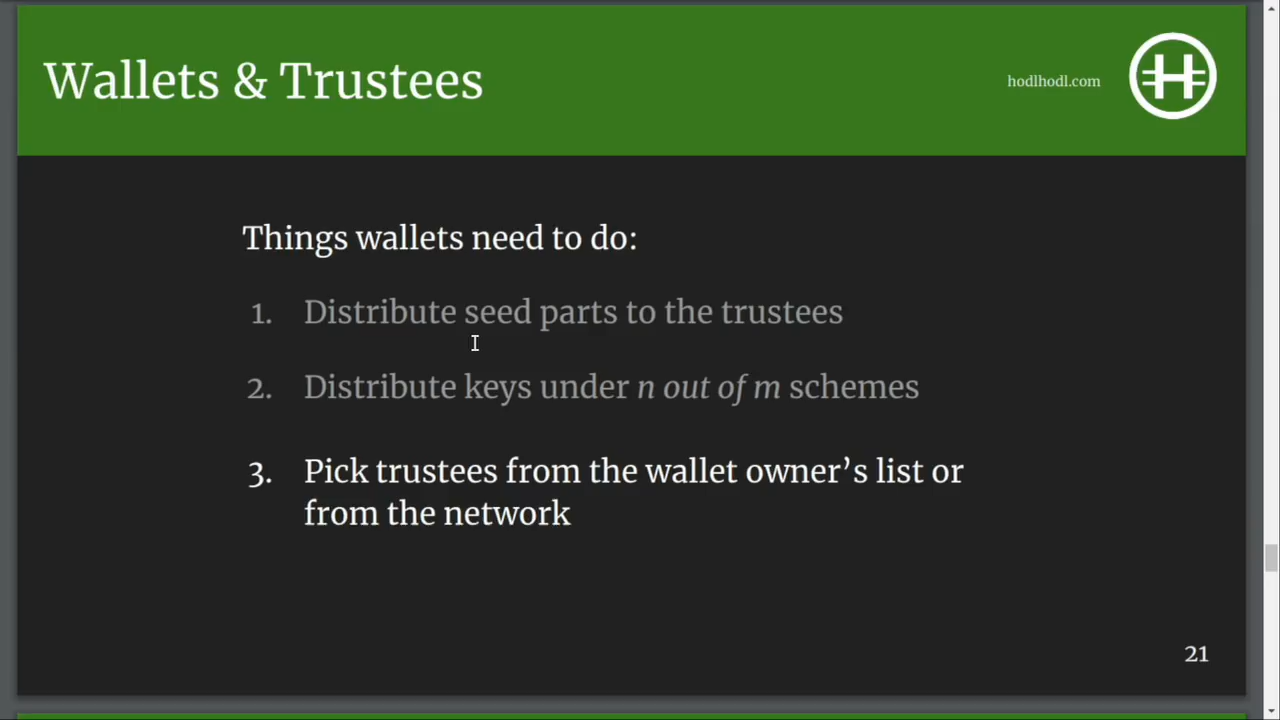 Wallets & Trustees
hodlhodl.com
Things wallets need to do:
1. Distribute seed parts to the trustees
2. Distribute keys under n out of m schemes
3. Pick trustees from the wallet owner’s list or
from the network
21